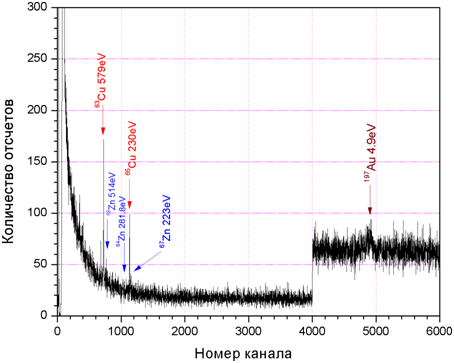 Количество отсчетов
300
250
200
150
100
50
0
63Cu 579eV
68Zn 514eV
64Zn 281.8eV
65Cu 230eV
67Zn 223eV
197Au 4.9eV
0 1000 2000 3000 4000 5000 6000
Номер канала